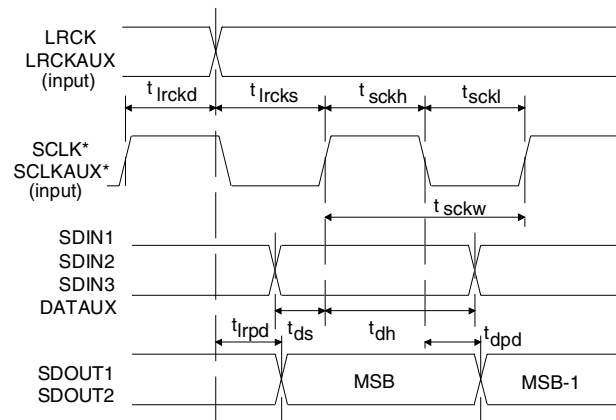 LRCK
LRCKAUX
(input)
t lrckd
t lrcks
t sckh
t sckl
SCLK*
SCLKAUX*
(input)
t sckw
SDIN1
SDIN2
SDIN3
DATAUX
t lrpd
t ds
t dh
t dpd
SDOUT1
SDOUT2
MSB
MSB-1